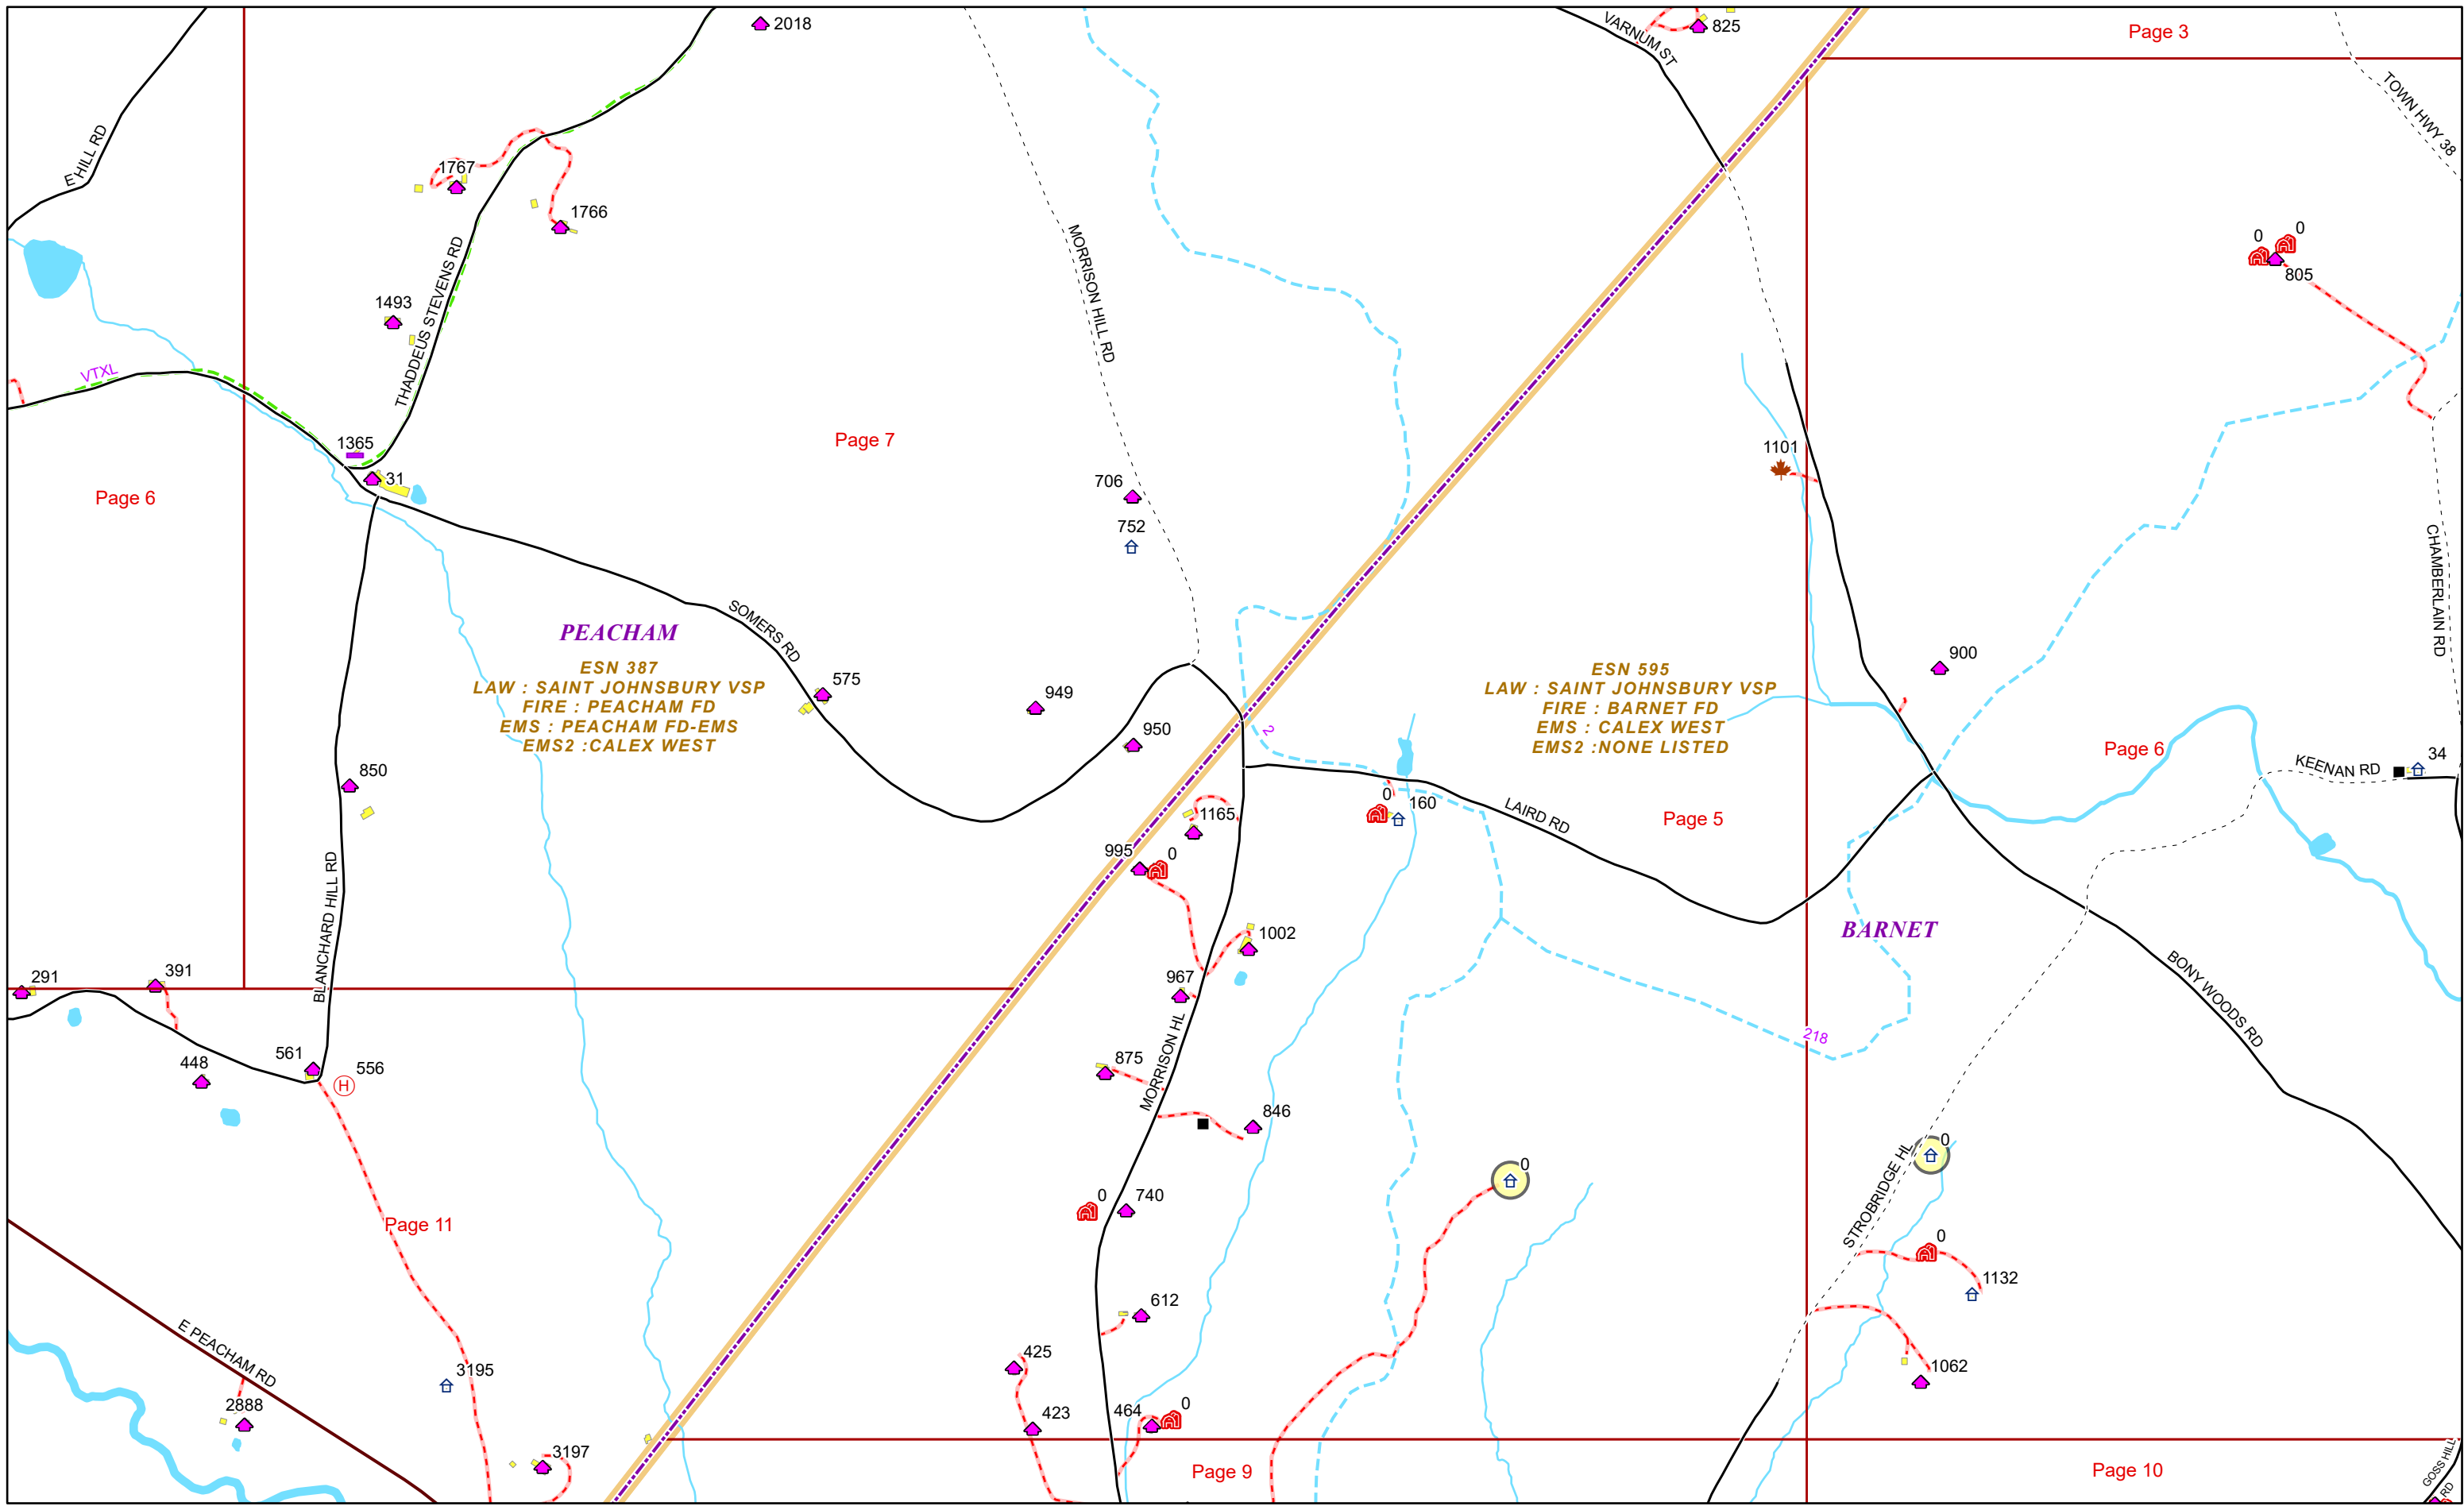 2018
VARNUM ST
825
Page 3
TOWN HWY 38
E HILL RD
1767
1766
THADDEUS STEVENS RD
MORRISON HILL RD
0
0
805
1493
VTXL
1365
31
Page 7
Page 6
706
752
1101
CHAMBERLAIN RD
SOMERS RD
PEACHAM
ESN 387
LAW : SAINT JOHNSBURY VSP
FIRE : PEACHAM FD
EMS : PEACHAM FD-EMS
EMS2 :CALEX WEST
575
949
950
2
ESN 595
LAW : SAINT JOHNSBURY VSP
FIRE : BARNET FD
EMS : CALEX WEST
EMS2 :NONE LISTED
900
Page 6
KEENAN RD
34
850
1165
0
160
LAIRD RD
Page 5
995
0
BLANCHARD HILL RD
1002
BARNET
BONY WOODS RD
291
391
967
218
448
561
556
H
875
MORRISON HL
846
0
0
STROBRIDGE HL
Page 11
0
740
0
1132
612
E PEACHAM RD
3195
425
1062
2888
423
464
0
3197
Page 9
Page 10
GOSS HILL RD